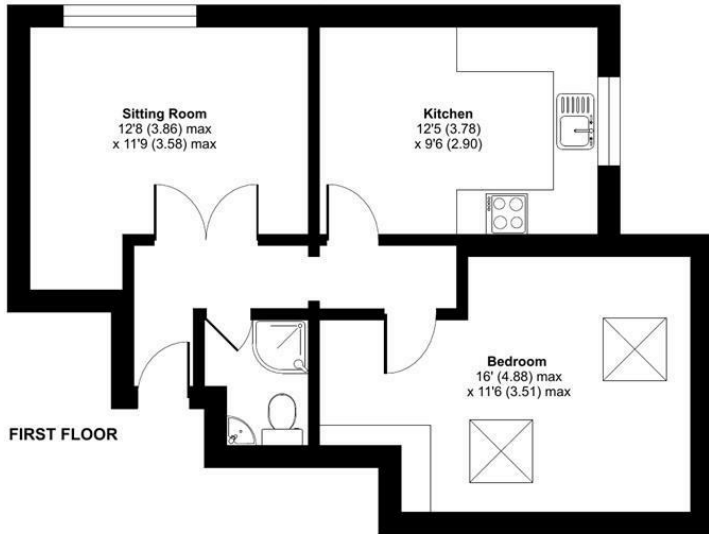 Sitting Room
12'8 (3.86) max
x 11'9 (3.58) max
Kitchen
12'5 (3.78)
x 9'6 (2.90)
Bedroom
16' (4.88) max
x 11'6 (3.51) max
FIRST FLOOR